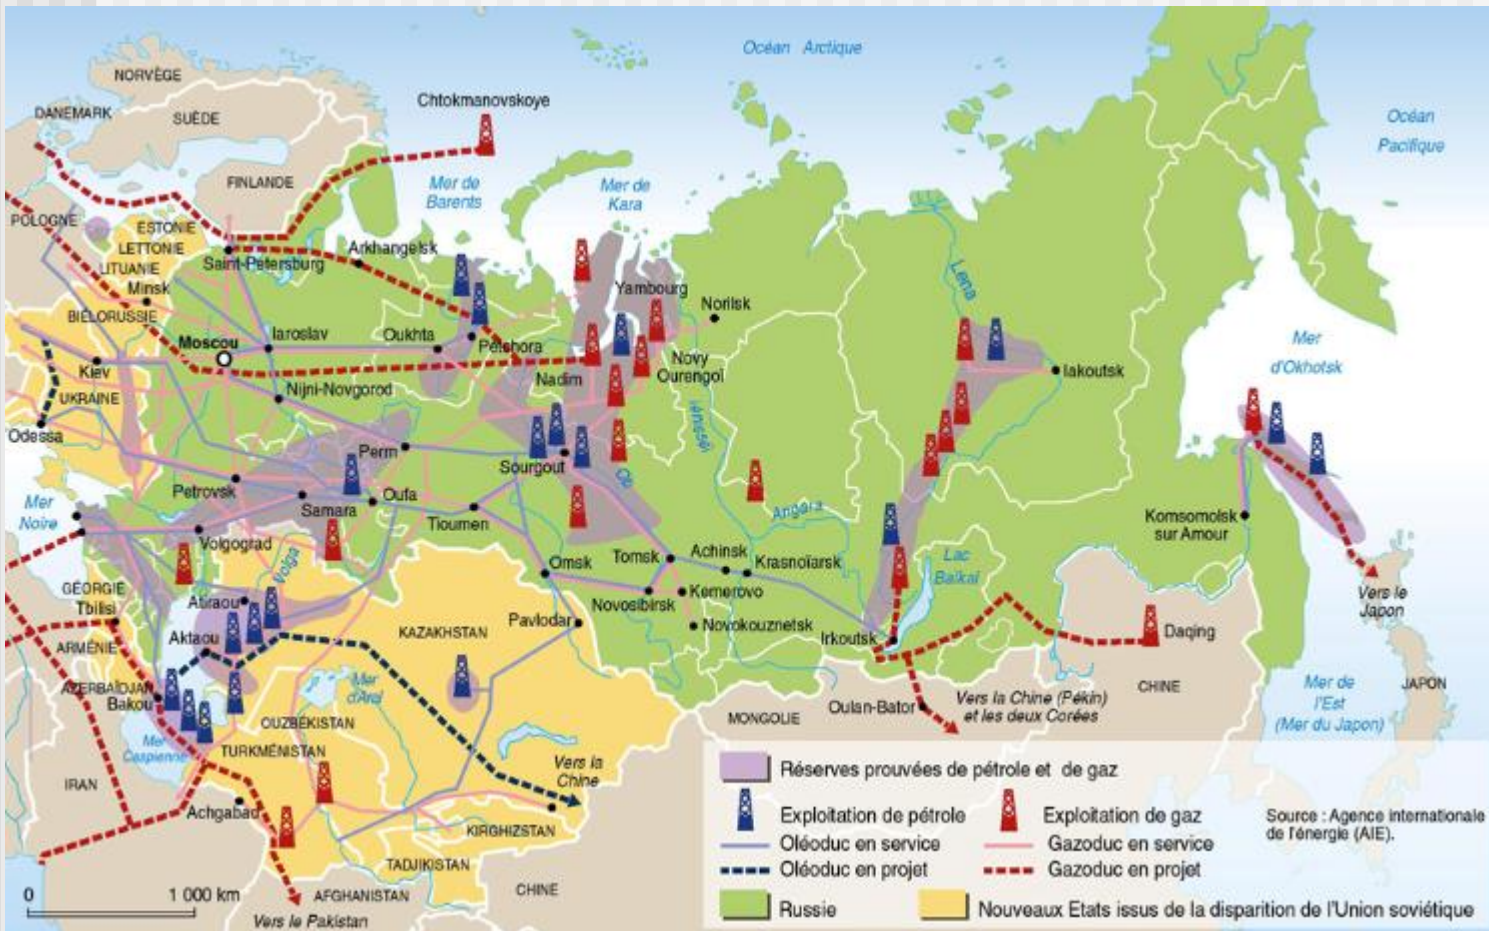 Océan Arctique
NORVÈGE
Chtokmanovskoye
DANEMARK
SUÈDE
Océan
Pacifique
FINLANDE
Mer de
Barents
Mer de
Kara
POLOGNE
ESTONIE
LETTONIE
LITUANIE
Saint-Petersburg
Arkhangelsk
Minsk
BIÉLORUSSIE
Yambourg
Norilsk
Lena
Moscou
Iaroslav
Oukhta
Petchora
Mer
d'Okhotsk
Kiev
UKRAINE
Nijni-Novgorod
Nadim
Novy
Ourengoï
Iénisseï
Iakoutsk
Odessa
Perm
Sourgout
Ob
Petrovsk
Samara
Oufa
Tioumen
Angara
Mer
Noire
Volgograd
Volga
Komsomolsk
sur Amour
Omsk
Tomsk
Achinsk
Krasnoïarsk
Lac
Baïkal
GÉORGIE
Tbilisi
Atiraou
Novosibirsk
Kemerovo
Vers le
Japon
Aktaou
KAZAKHSTAN
Pavlodar
Novokouznetsk
Irkoutsk
Daqing
ARMÉNIE
AZERBAÏDJAN
Bakou
Mer
d'Aral
OUZBÉKISTAN
MONGOLIE
Oulan-Bator
Vers la Chine (Pékin)
et les deux Corées
CHINE
Mer de
l'Est
(Mer du Japon)
JAPON
Mer
Caspienne
TURKMÉNISTAN
Vers la
Chine
IRAN
Achgabad
KIRGHIZSTAN
TADJIKISTAN
AFGHANISTAN
CHINE
Vers le Pakistan
0 1 000 km
Réserves prouvées de pétrole et de gaz
Exploitation de pétrole
Exploitation de gaz
Source : Agence internationale
de l'énergie (AIE).
Oléoduc en service
Gazoduc en service
Oléoduc en projet
Gazoduc en projet
Russie
Nouveaux Etats issus de la disparition de l'Union soviétique